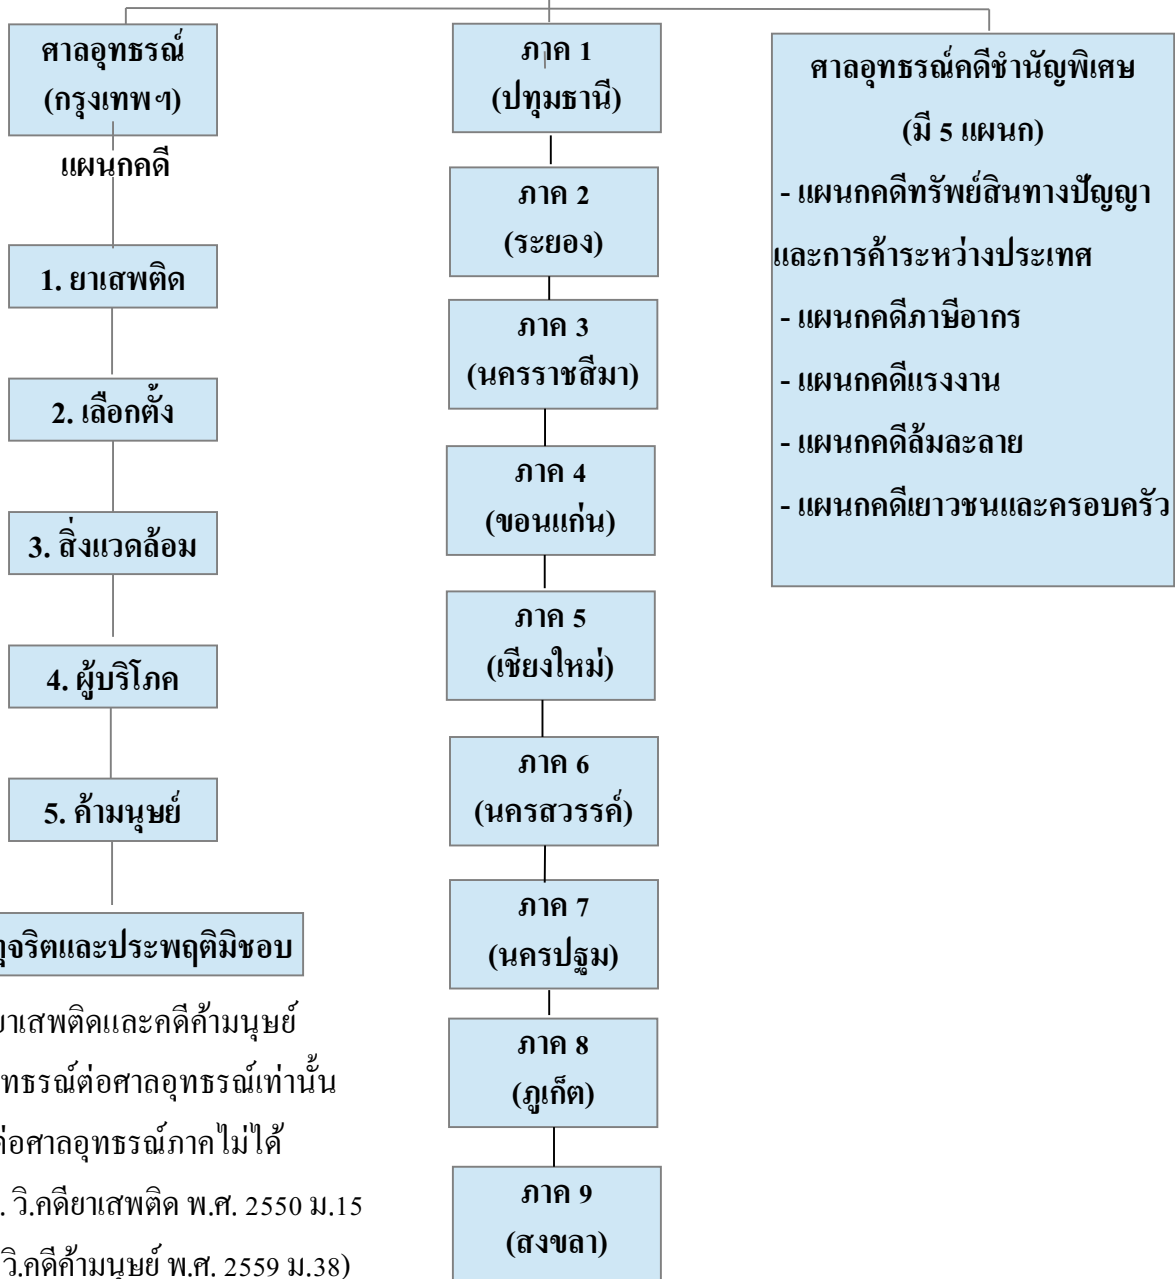 ศาลอุทธรณ์
(กรุงเทพฯ)
แผนกคดี
1. ยาเสพติด
2. เลือกตั้ง
3. สิ่งแวดล้อม
4. ผู้บริโภค
5. ค้ามนุษย์
ทุจริตและประพฤติมิชอบ
ยาเสพติดและคดีค้ามนุษย์
ุทธรณ์ต่อศาลอุทธรณ์เท่านั้น
ต่อศาลอุทธรณ์ภาคไม่ได้
. วิ.คดียาเสพติด พ.ศ. 2550 ม.15
วิ.คดีค้ามนุษย์ พ.ศ. 2559 ม.38)
ภาค 1
(ปทุมธานี)
ภาค 2
(ระยอง)
ภาค 3
(นครราชสีมา)
ภาค 4
(ขอนแก่น)
ภาค 5
(เชียงใหม่)
ภาค 6
(นครสวรรค์)
ภาค 7
(นครปฐม)
ภาค 8
(ภูเก็ต)
ภาค 9
(สงขลา)
ศาลอุทธรณ์คดีชำนัญพิเศษ
(มี 5 แผนก)
- แผนกคดีทรัพย์สินทางปัญญา
และการค้าระหว่างประเทศ
- แผนกคดีภาษีอากร
- แผนกคดีแรงงาน
- แผนกคดีล้มละลาย
- แผนกคดีเยาวชนและครอบครัว